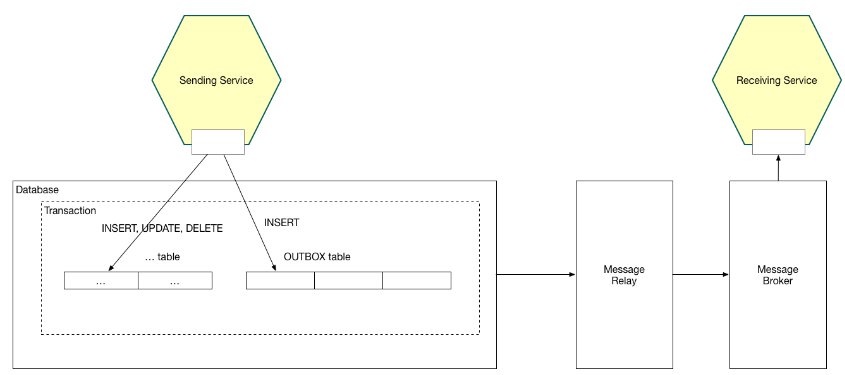 Sending Service
Receiving Service
Database
Transaction
INSERT, UPDATE, DELETE
INSERT
... table
OUTBOX table
...
...
Message
Relay
Message
Broker